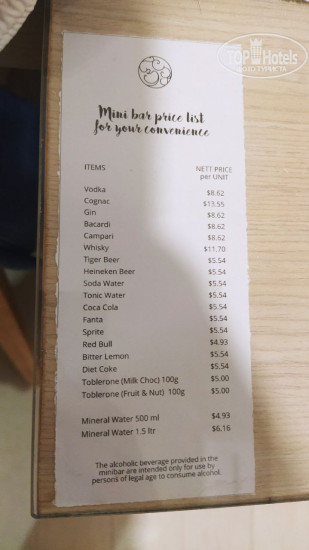 TOP Hotels
Mini bar price list
for your convenience
ITEMS NETT PRICE
per UNIT
Vodka $8.62
Cognac $13.55
Gin $8.62
Bacardi $8.62
Campari $8.62
Whisky $11.70
Tiger Beer $5.54
Heineken Beer $5.54
Soda Water $5.54
Tonic Water $5.54
Coca Cola $5.54
Fanta $5.54
Sprite $5.54
Red Bull $4.93
Bitter Lemon $5.54
Diet Coke $5.54
Toblerone (Milk Choc) 100g $5.00
Toblerone (Fruit & Nut) 100g $5.00
Mineral Water 500 ml $4.93
Mineral Water 1.5 ltr $6.16
The alcoholic beverage provided in the
minibar are intended only for use by
persons of legal age to consume alcohol.